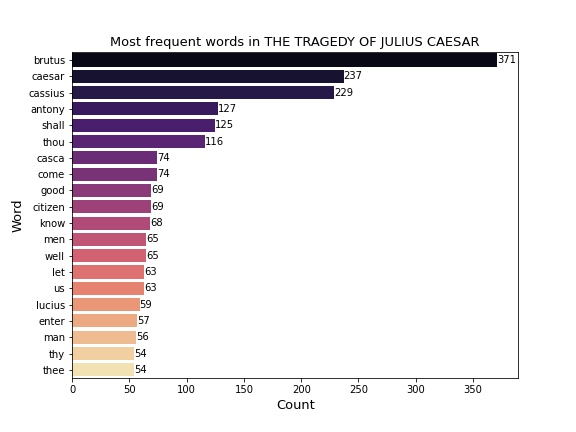 Most frequent words in THE TRAGEDY OF JULIUS CAESAR
brutus 371
caesar 237
cassius 229
antony 127
shall 125
thou 116
casca 74
come 74
good 69
citizen 69
know 68
men 65
well 65
let 63
us 63
lucius 59
enter 57
man 56
thy 54
thee 54
Word
0 50 100 150 200 250 300 350
Count